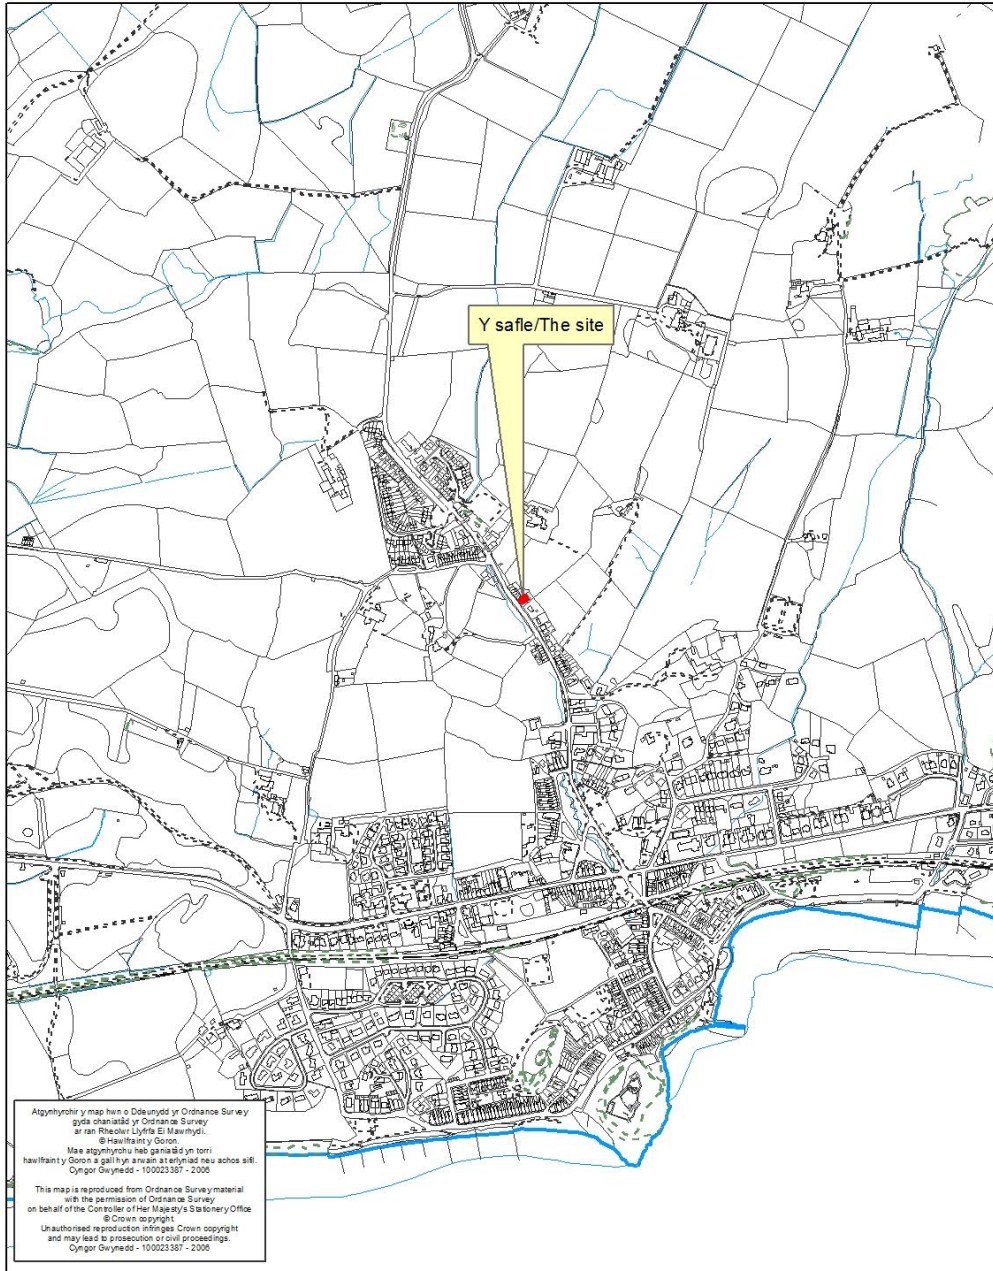 Y safle/The site
Atgynhyrchir y map hwn o Ddeunydd yr Ordnance Survey
gyda chaniatâd yr Ordnance Survey
ar ran Rheolwr Llyfrfa Ei Mawrhydi.
© Hawlfraint y Goron.
Mae atgynhyrchu heb ganiatâd yn torri
hawlfraint y Goron a gall hyn arwain at erlyniad neu achos sifil.
Cyngor Gwynedd - 100023387 - 2006
This map is reproduced from Ordnance Survey material
with the permission of Ordnance Survey
on behalf of the Controller of Her Majesty's Stationery Office
© Crown copyright.
Unauthorised reproduction infringes Crown copyright
and may lead to prosecution or civil proceedings.
Cyngor Gwynedd - 100023387 - 2006